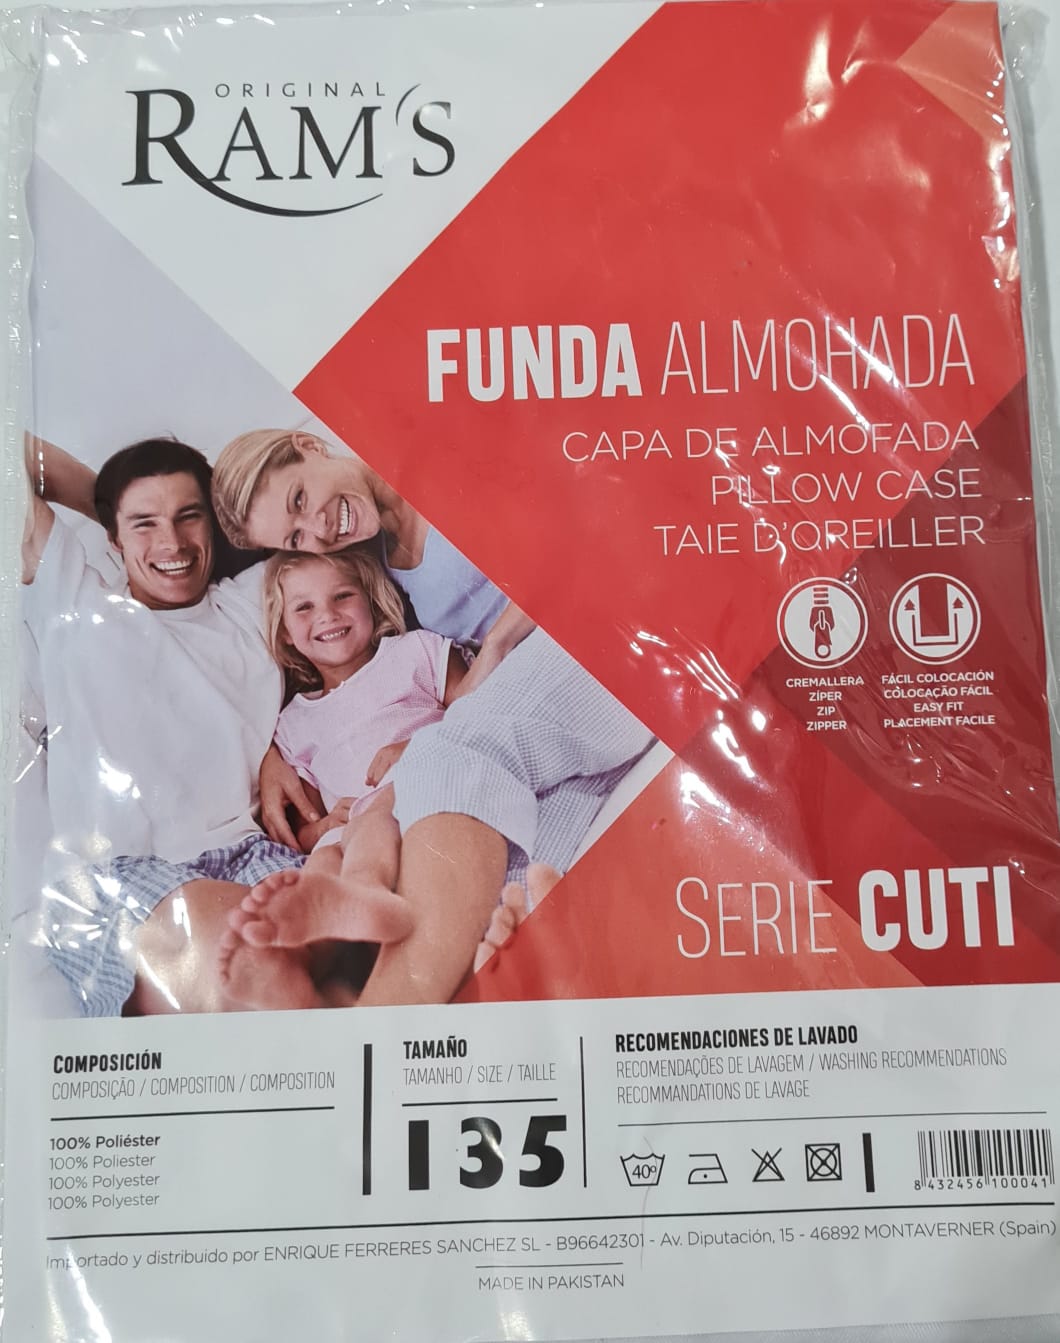 ORIGINAL
RAM'S
FUNDA ALMOHADA
CAPA DE ALMOFADA
PILLOW CASE
TAIE D'OREILLER
CREMALLERA
ZÍPER
ZIP
ZIPPER
FÁCIL COLOCACIÓN
COLOCAÇÃO FÁCIL
EASY FIT
PLACEMENT FACILE
SERIE CUTI
COMPOSICIÓN
COMPOSIÇÃO / COMPOSITION / COMPOSITION
100% Poliéster
100% Poliester
100% Polyester
100% Polyester
TAMAÑO
TAMANHO / SIZE / TAILLE
135
RECOMENDACIONES DE LAVADO
RECOMENDAÇÕES DE LAVAGEM / WASHING RECOMMENDATIONS
RECOMMANDATIONS DE LAVAGE
40º
8 432456 100041
Importado y distribuido por ENRIQUE FERRERES SANCHEZ SL - B96642301 - Av. Diputación, 15 - 46892 MONTAVERNER (Spain)
MADE IN PAKISTAN